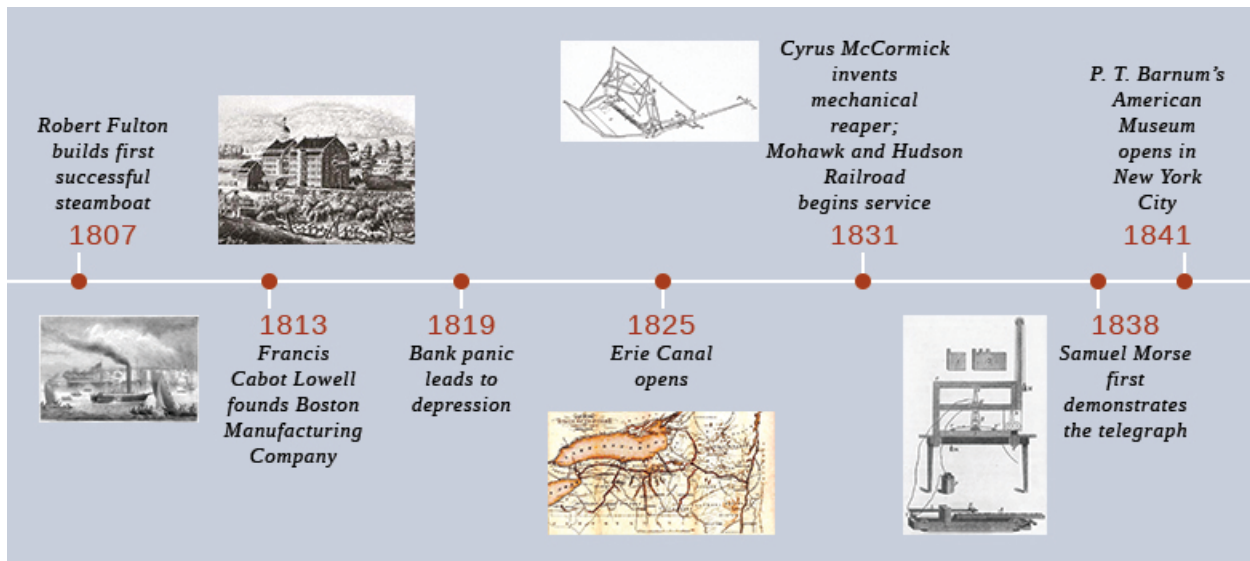 Robert Fulton
builds first
successful
steamboat
1807
1813
Francis
Cabot Lowell
founds Boston
Manufacturing
Company
1819
Bank panic
leads to
depression
1825
Erie Canal
opens
Cyrus McCormick
invents
mechanical
reaper;
Mohawk and Hudson
Railroad
begins service
1831
1838
Samuel Morse
first
demonstrates
the telegraph
P. T. Barnum’s
American
Museum
opens in
New York
City
1841